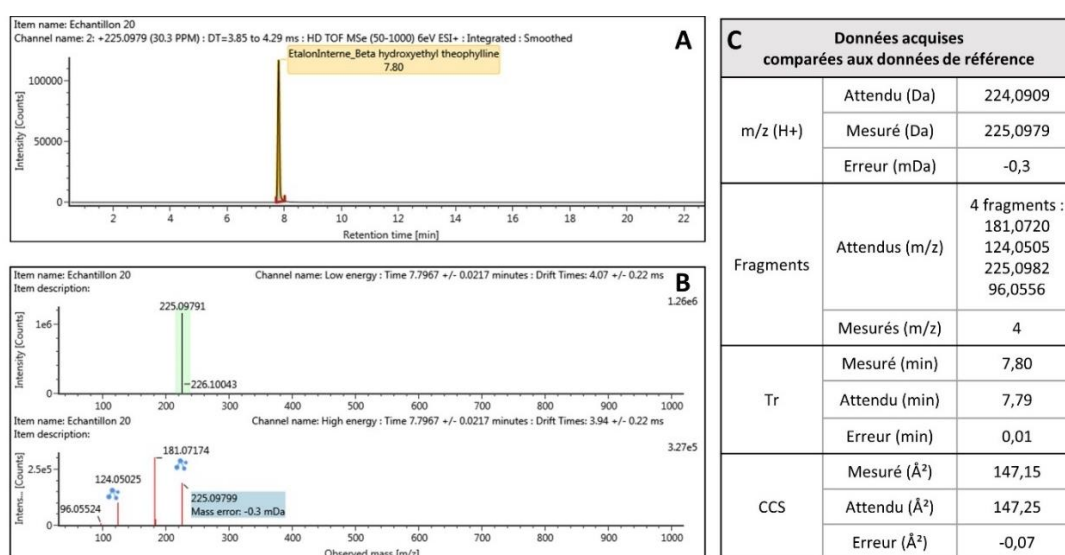 Item name: Echantillon 20
Channel name: 2: +225.0979 (30.3 PPM) : DT=3.85 to 4.29 ms : HD TOF MSe (50-1000) 6eV ESI+ : Integrated : Smoothed
A
EtalonInterne_Beta hydroxyethyl theophylline
7.80
Intensity [Counts]
100000
50000
0
2 4 6 8 10 12 14 16 18 20 22
Retention time [min]
Item name: Echantillon 20 Channel name: Low energy : Time 7.7967 +/- 0.0217 minutes : Drift Times: 4.07 +/- 0.22 ms
Item description:
B
1.26e6
225.09791
Intensity [Counts]
1e6
226.10043
0
100 200 300 400 500 600 700 800 900 1000
Item name: Echantillon 20 Channel name: High energy : Time 7.7967 +/- 0.0217 minutes : Drift Times: 3.94 +/- 0.22 ms
Item description:
3.27e5
181.07174
Intens... [Counts]
2.5e5
124.05025
225.09799
Mass error: -0.3 mDa
96.05524
0
100 200 300 400 500 600 700 800 900 1000
Observed mass [m/z]
C
Données acquises
comparées aux données de référence
m/z (H+)
Attendu (Da) 224,0909
Mesuré (Da) 225,0979
Erreur (mDa) -0,3
Fragments
Attendus (m/z)
4 fragments :
181,0720
124,0505
225,0982
96,0556
Mesurés (m/z) 4
Tr
Mesuré (min) 7,80
Attendu (min) 7,79
Erreur (min) 0,01
CCS
Mesuré (Å²) 147,15
Attendu (Å²) 147,25
Erreur (Å²) -0,07